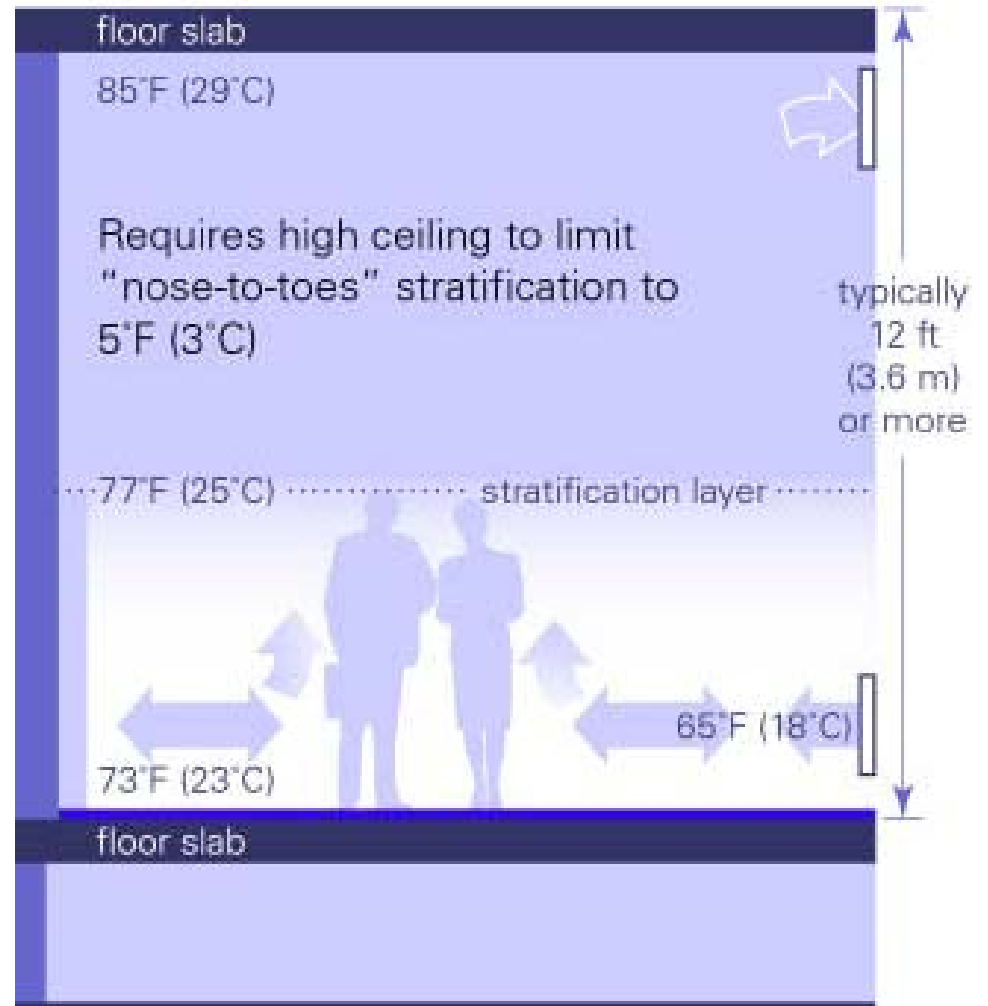 floor slab
85°F (29°C)
Requires high ceiling to limit
"nose-to-toes" stratification to
5°F (3°C)
typically
12 ft
(3.6 m)
or more
77°F (25°C)
stratification layer
65°F (18°C)
73°F (23°C)
floor slab